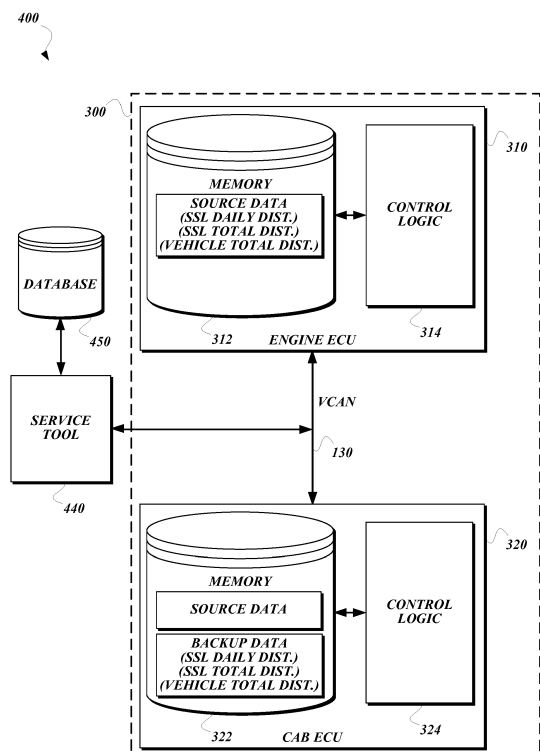 400
300
310
MEMORY
SOURCE DATA
(SSL DAILY DIST.)
(SSL TOTAL DIST.)
(VEHICLE TOTAL DIST.)
CONTROL
LOGIC
312
ENGINE ECU
314
DATABASE
450
SERVICE
TOOL
440
VCAN
130
320
MEMORY
SOURCE DATA
BACKUP DATA
(SSL DAILY DIST.)
(SSL TOTAL DIST.)
(VEHICLE TOTAL DIST.)
CONTROL
LOGIC
322
CAB ECU
324